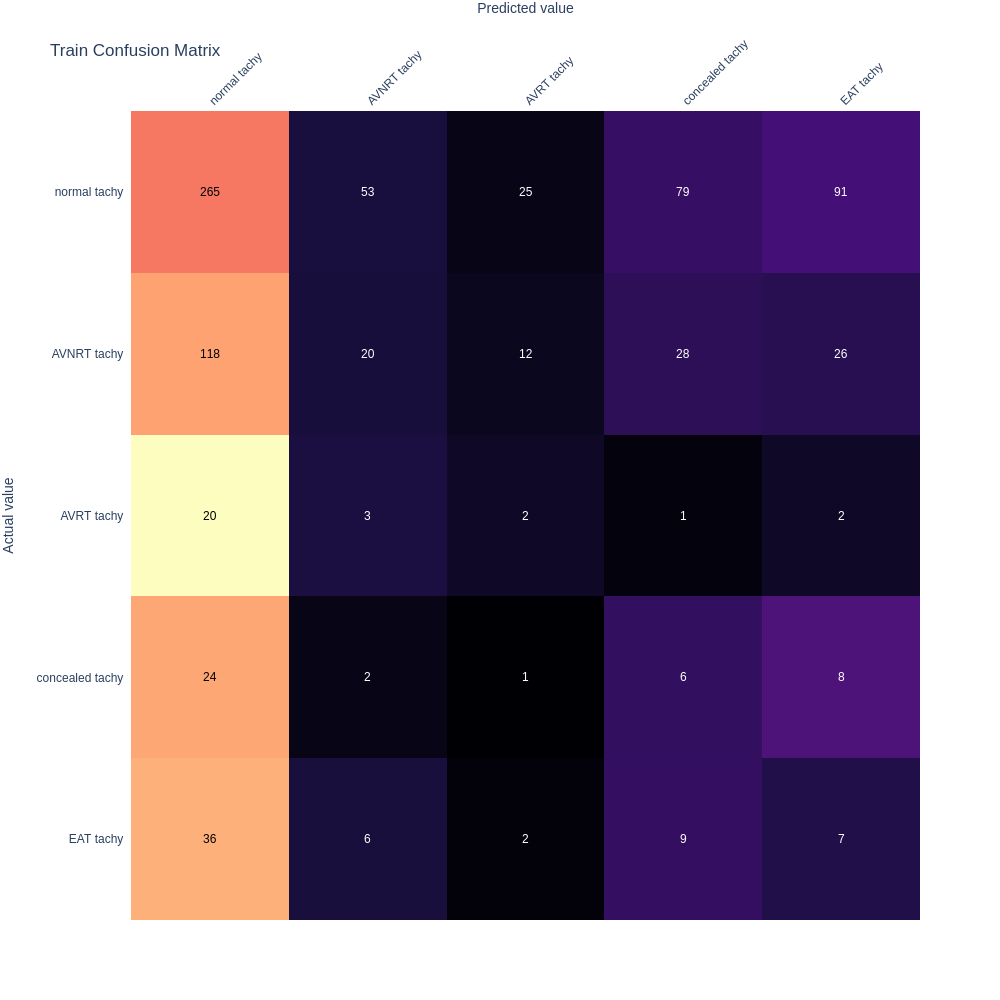 Predicted value
Train Confusion Matrix
normal tachy
AVNRT tachy
AVRT tachy
concealed tachy
EAT tachy
Actual value
normal tachy 265 53 25 79 91
AVNRT tachy 118 20 12 28 26
AVRT tachy 20 3 2 1 2
concealed tachy 24 2 1 6 8
EAT tachy 36 6 2 9 7